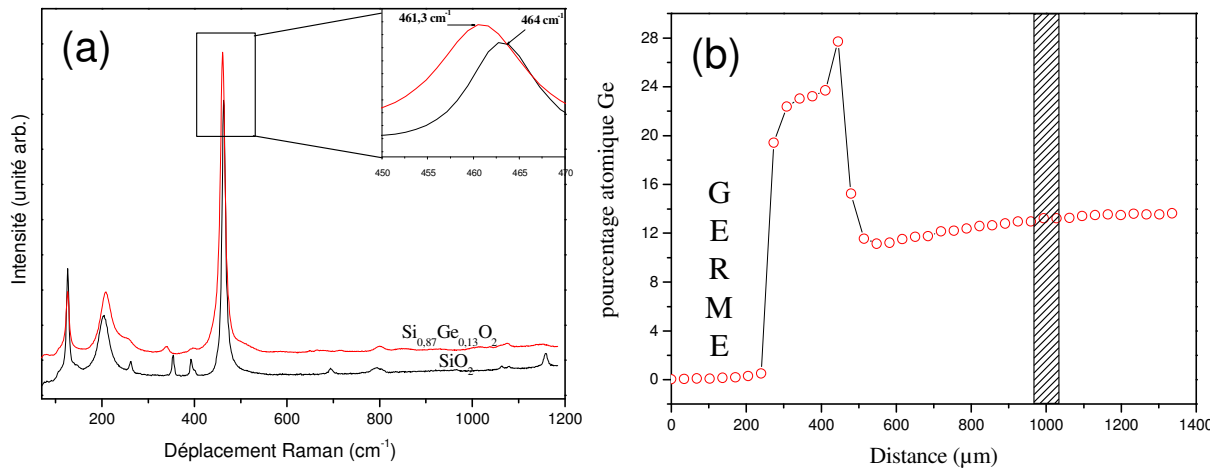 (a)
461,3 cm⁻¹
464 cm⁻¹
450 455 460 465 470
Intensité (unité arb.)
Si₀,₈₇Ge₀,₁₃O₂
SiO₂
200 400 600 800 1000 1200
Déplacement Raman (cm⁻¹)
(b)
pourcentage atomique Ge
28
24
20
16
12
8
4
0
GERME
0 200 400 600 800 1000 1200 1400
Distance (µm)